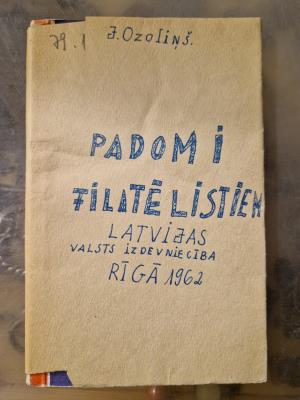 J. Ozoliņš.
79.1
PADOMI
FILATĒLISTIEM
LATVIJAS
VALSTS IZDEVNIECĪBA
RĪGĀ 1962